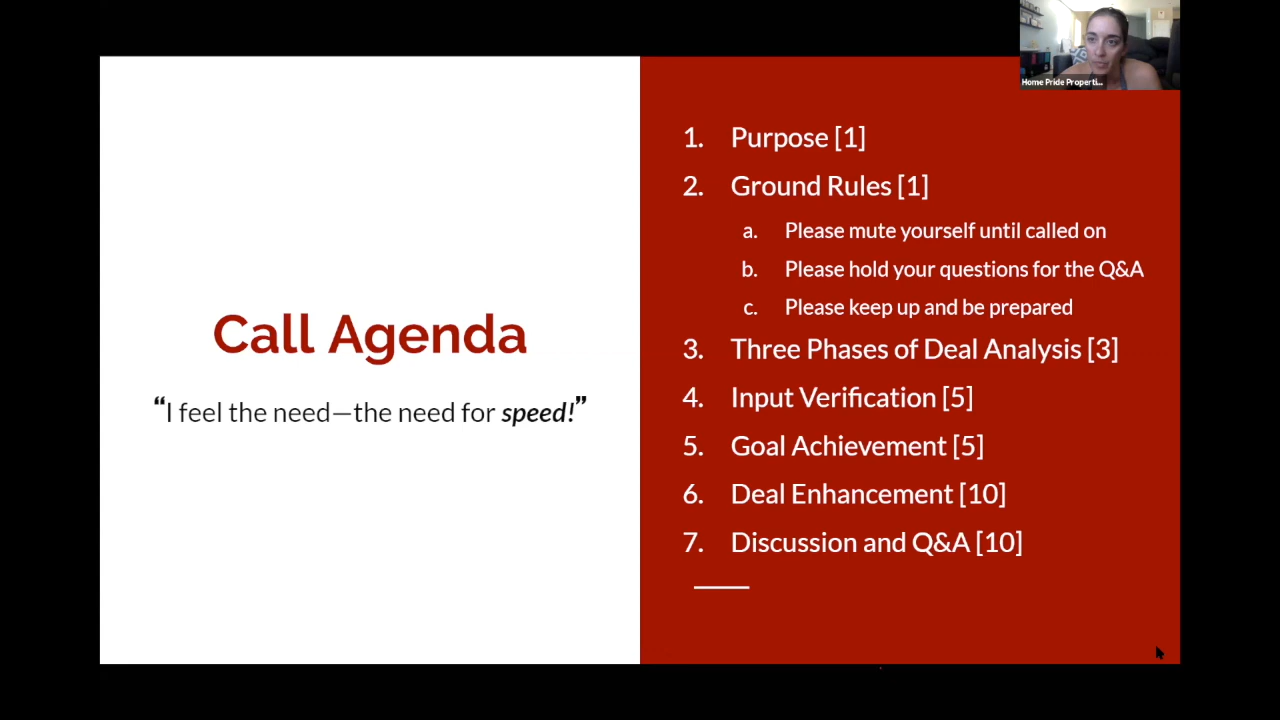 Home Pride Properti...
Call Agenda
“I feel the need—the need for speed!”
1. Purpose [1]
2. Ground Rules [1]
a. Please mute yourself until called on
b. Please hold your questions for the Q&A
c. Please keep up and be prepared
3. Three Phases of Deal Analysis [3]
4. Input Verification [5]
5. Goal Achievement [5]
6. Deal Enhancement [10]
7. Discussion and Q&A [10]